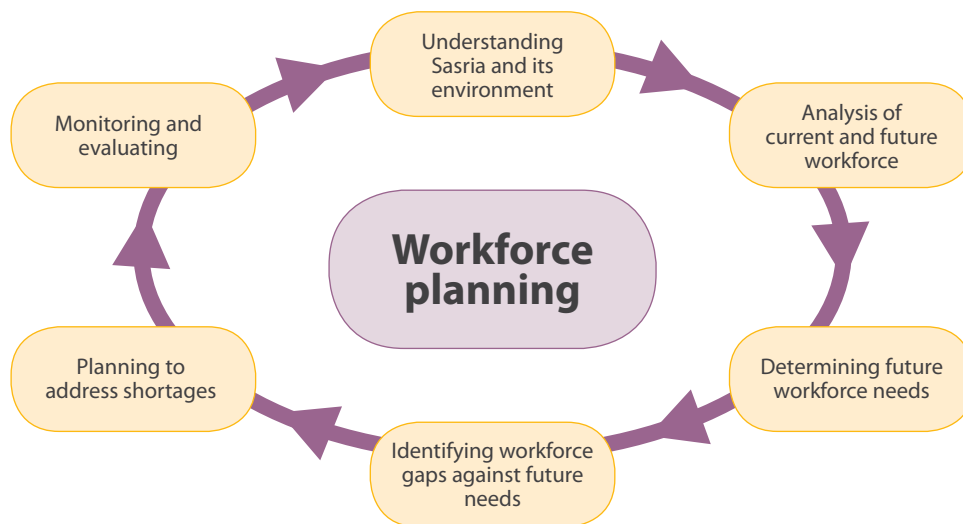 Understanding
Sasria and its
environment
Analysis of
current and future
workforce
Determining future
workforce needs
Identifying workforce
gaps against future
needs
Planning to
address shortages
Monitoring and
evaluating
Workforce
planning